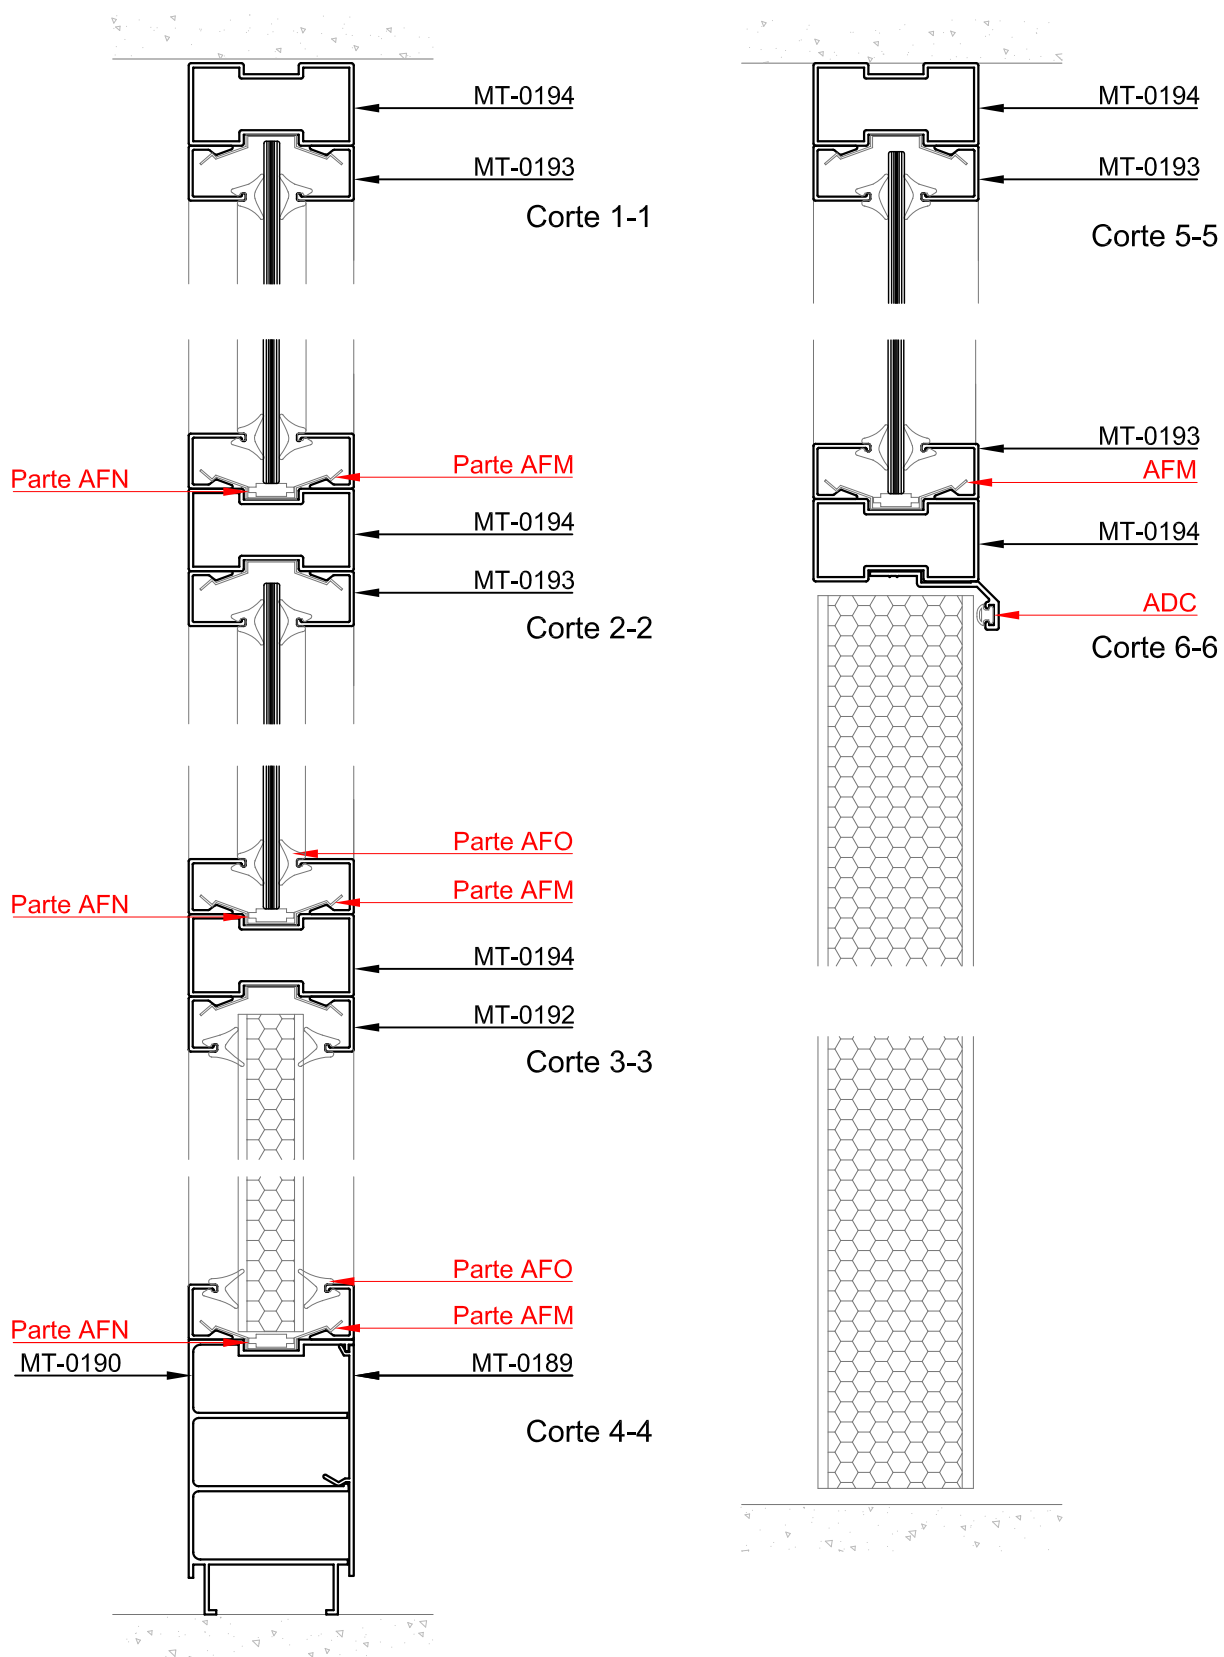 MT-0194
MT-0193
Corte 1-1
Parte AFM
Parte AFN
MT-0194
MT-0193
Corte 2-2
Parte AFO
Parte AFM
Parte AFN
MT-0194
MT-0192
Corte 3-3
Parte AFO
Parte AFM
Parte AFN
MT-0190
MT-0189
Corte 4-4
MT-0194
MT-0193
Corte 5-5
MT-0193
AFM
MT-0194
ADC
Corte 6-6